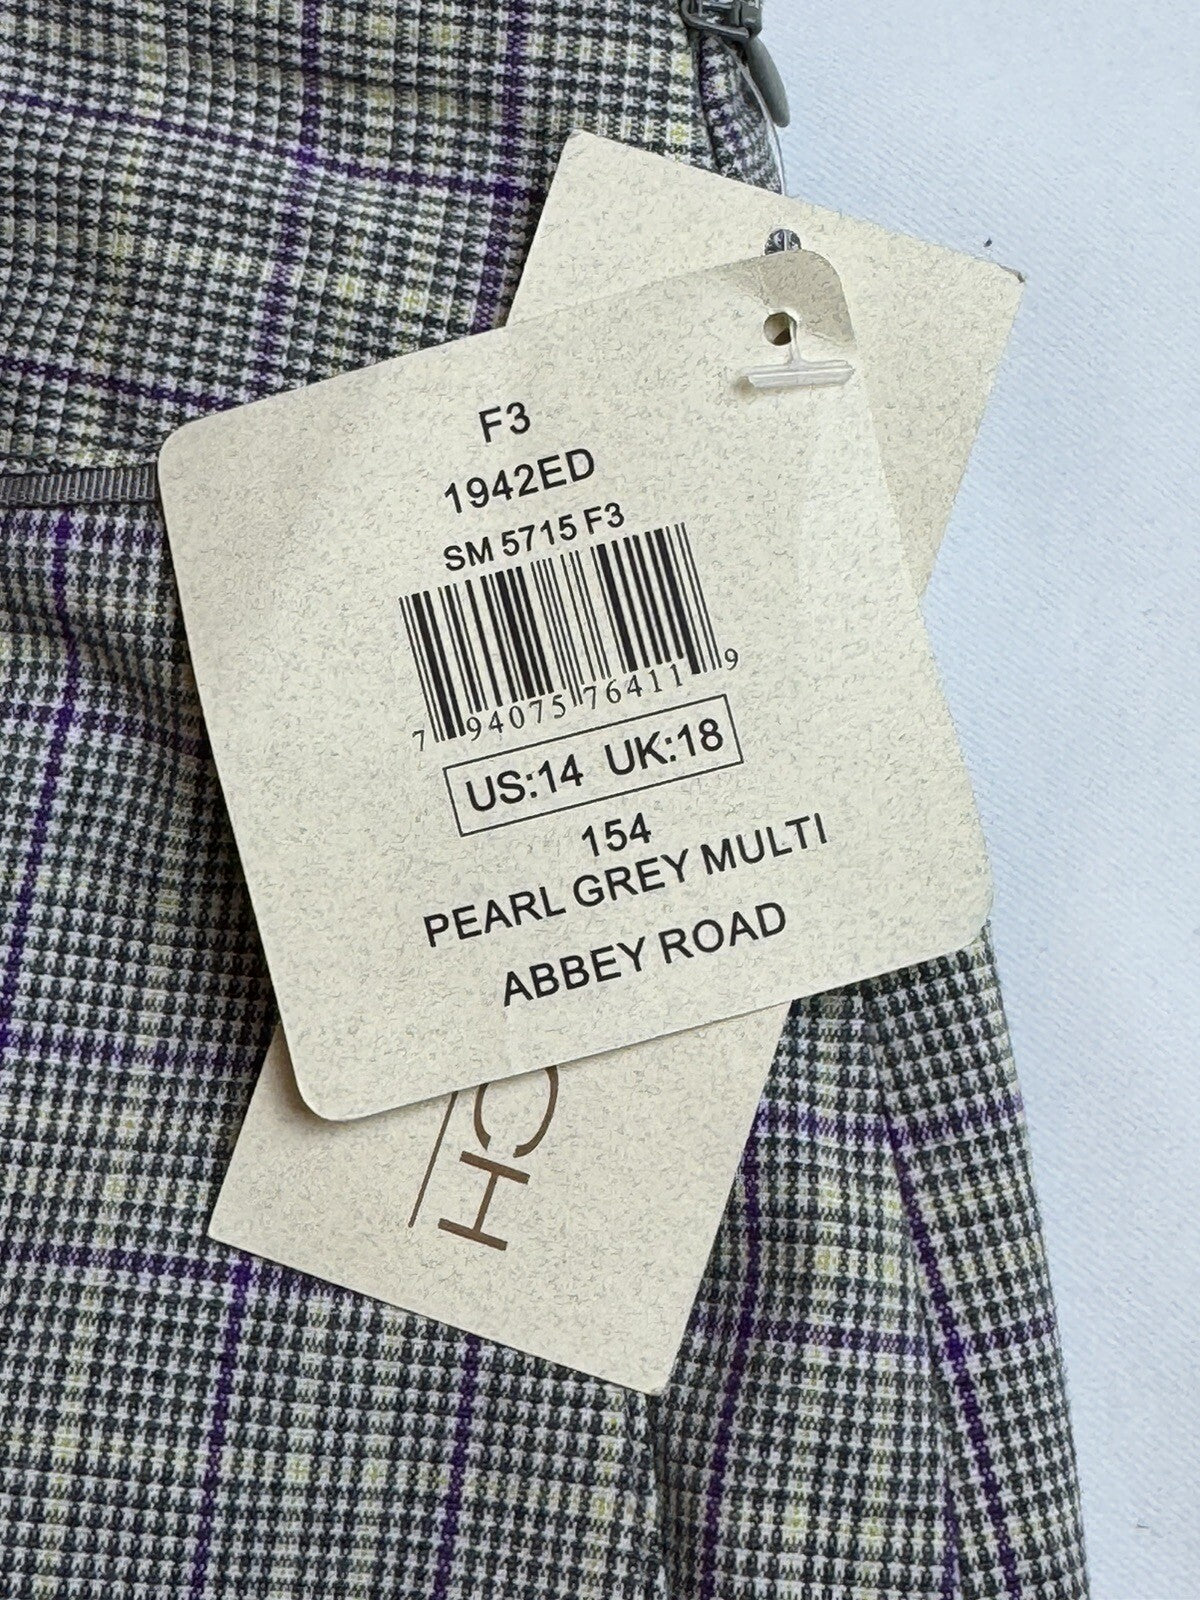 F3
1942ED
SM 5715 F3
7 94075 76411 9
US:14 UK:18
154
PEARL GREY MULTI
ABBEY ROAD
CH